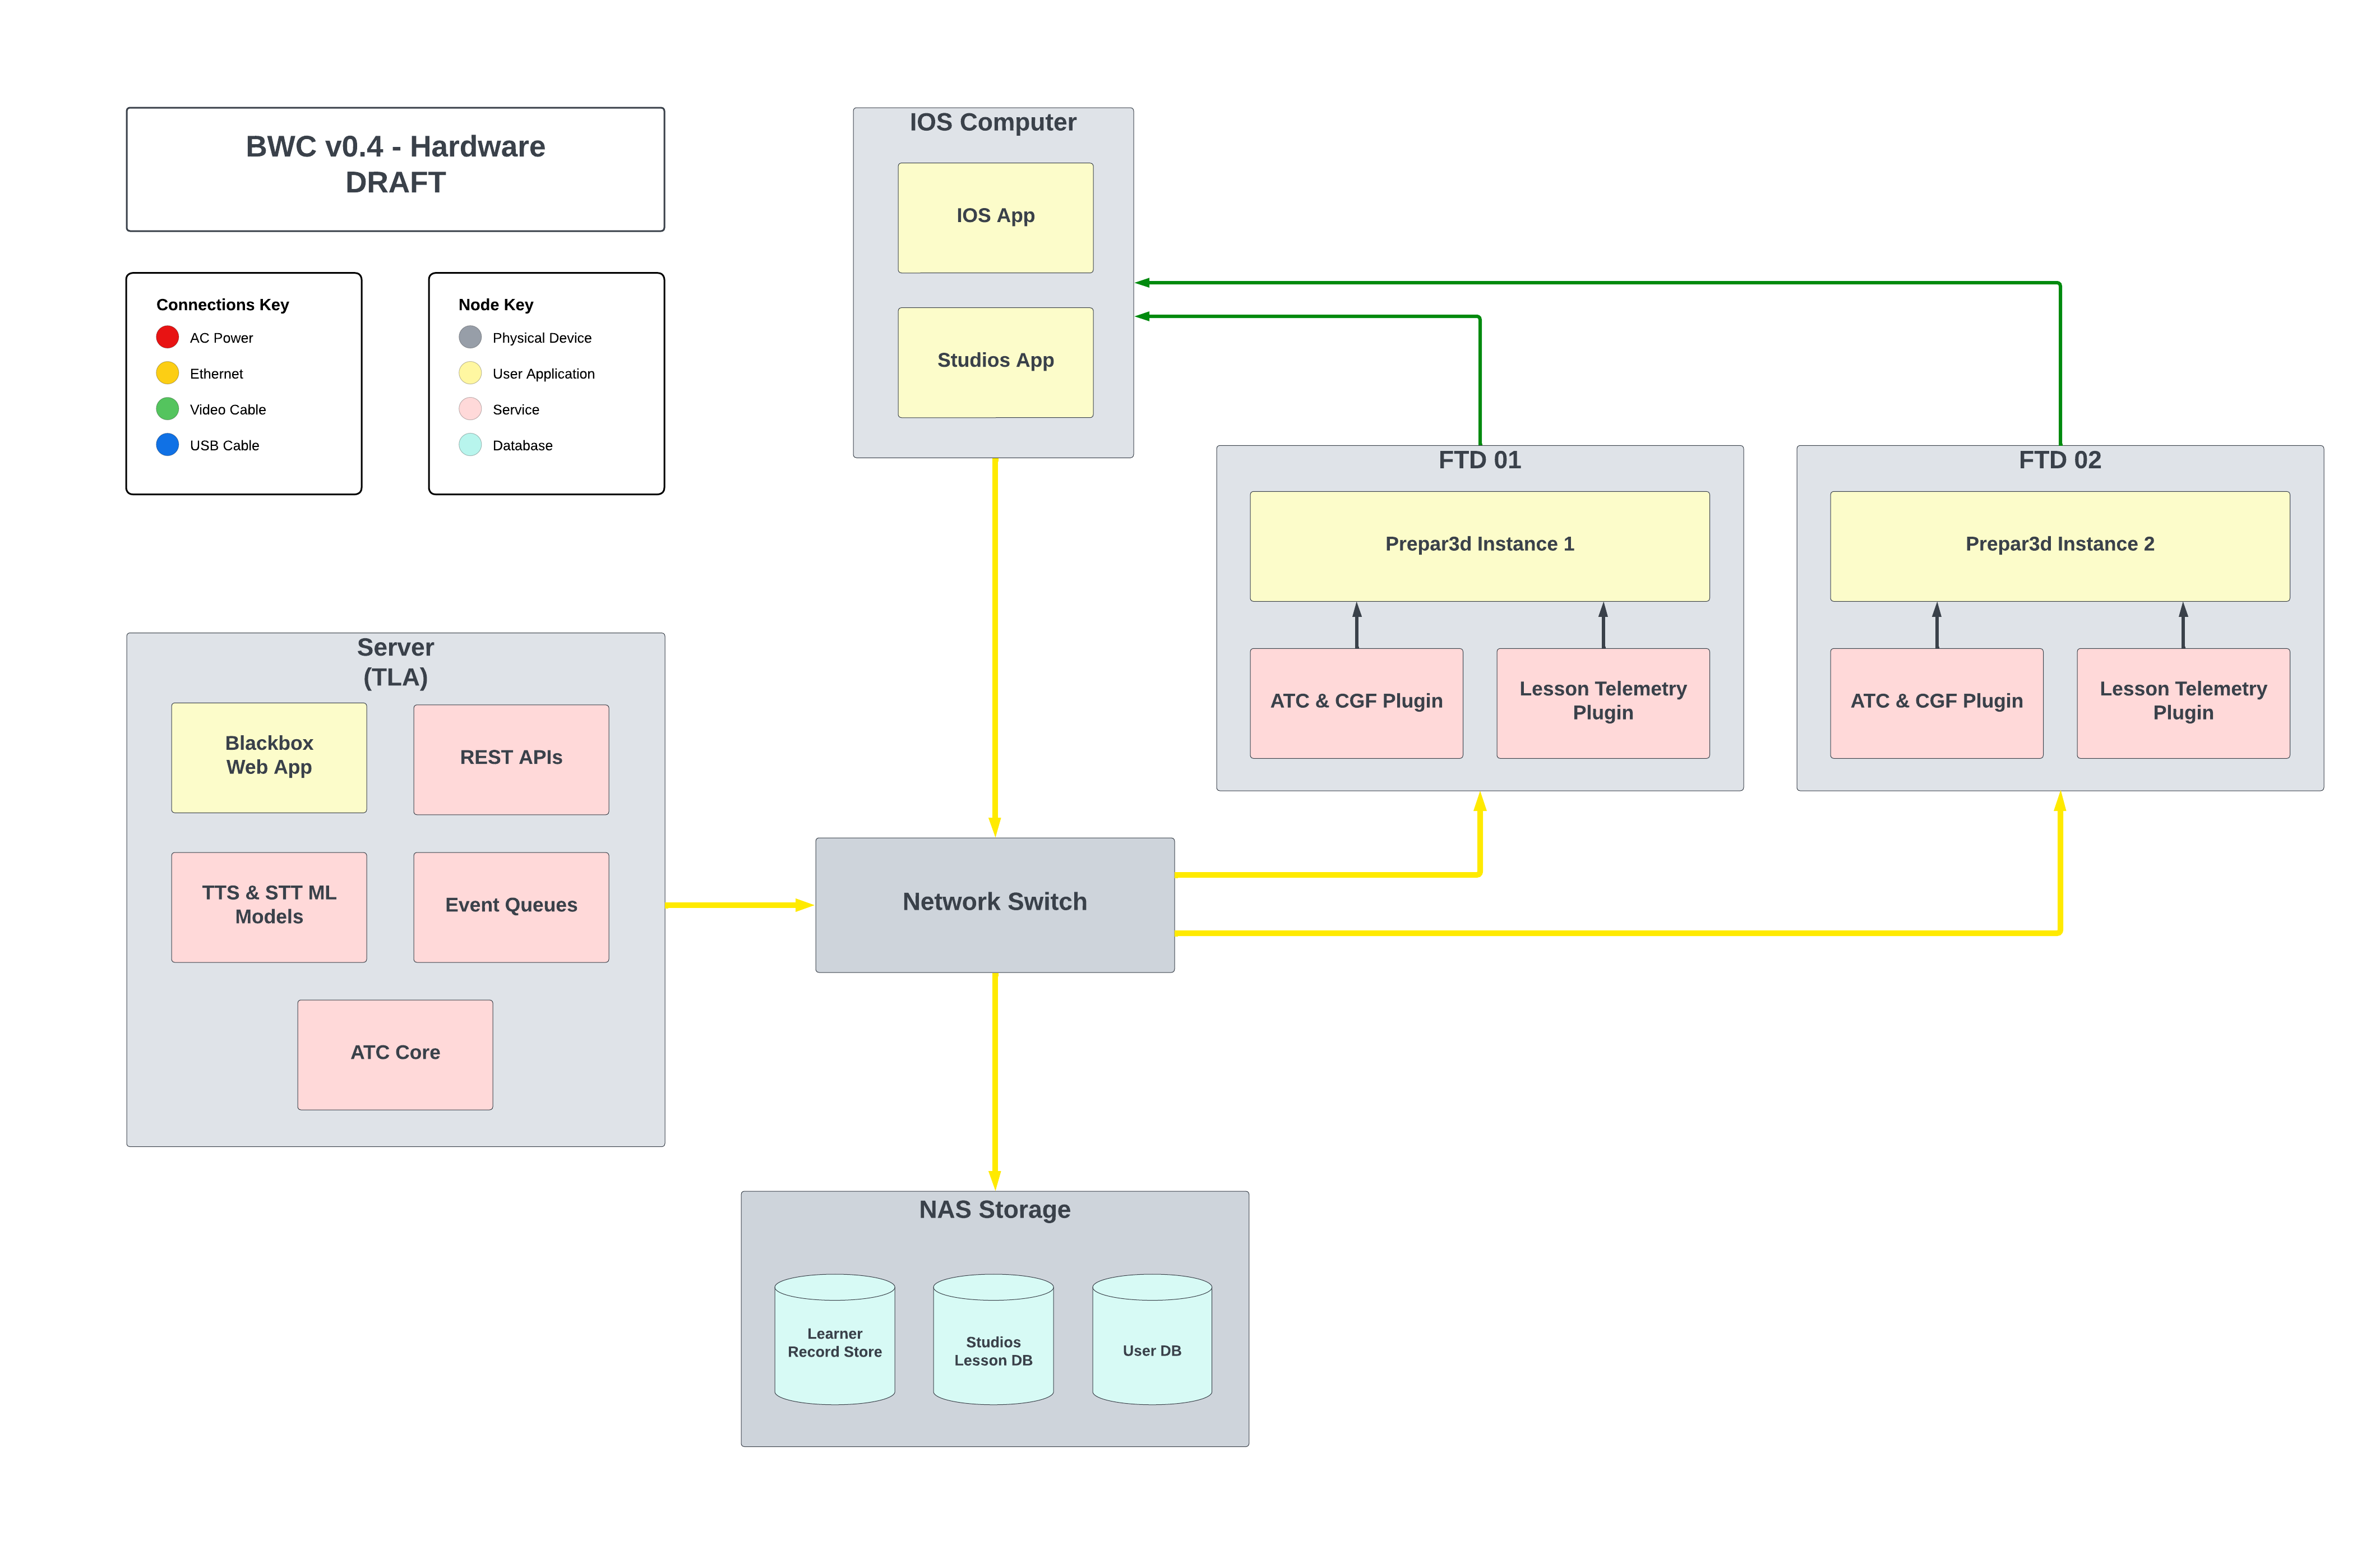 BWC v0.4 - Hardware
DRAFT
Connections Key
AC Power
Ethernet
Video Cable
USB Cable
Node Key
Physical Device
User Application
Service
Database
IOS Computer
IOS App
Studios App
FTD 01
Prepar3d Instance 1
ATC & CGF Plugin
Lesson Telemetry
Plugin
FTD 02
Prepar3d Instance 2
ATC & CGF Plugin
Lesson Telemetry
Plugin
Server
(TLA)
Blackbox
Web App
REST APIs
TTS & STT ML
Models
Event Queues
ATC Core
Network Switch
NAS Storage
Learner
Record Store
Studios
Lesson DB
User DB